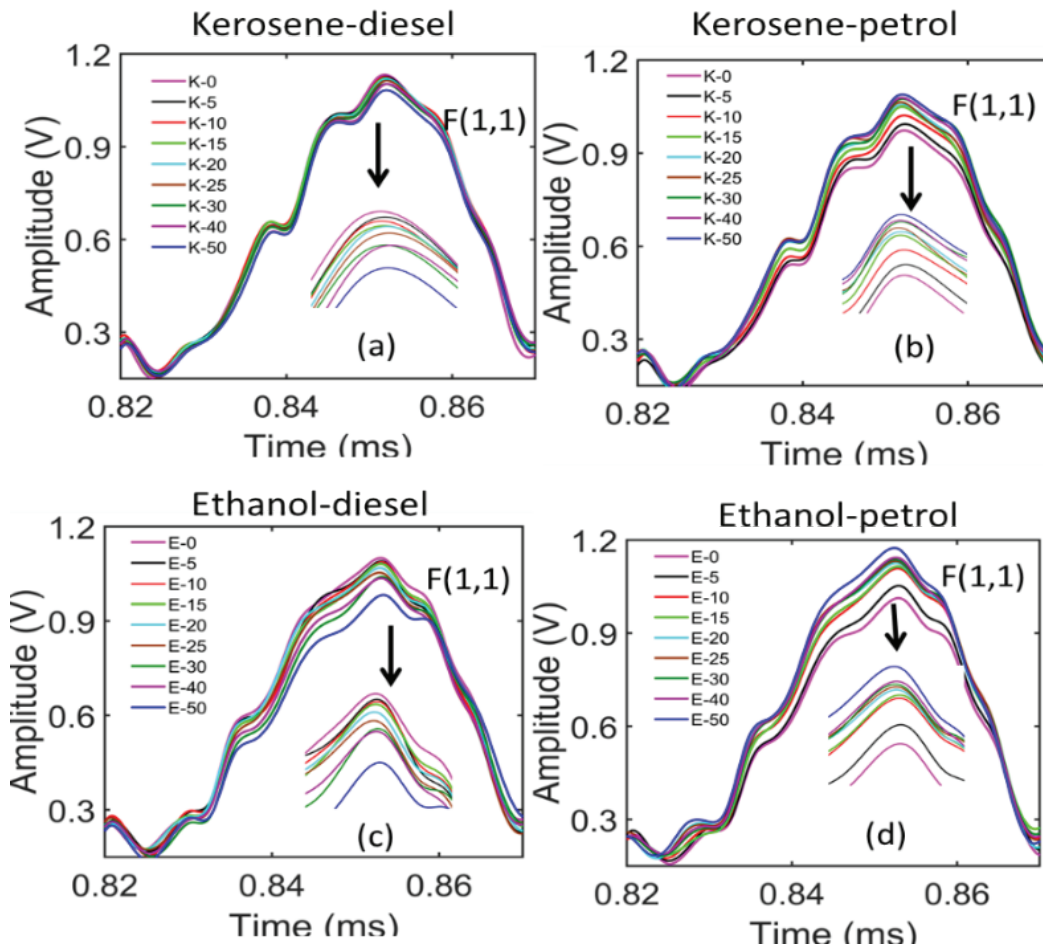 Kerosene-diesel
1.2
0.9
0.6
0.3
Amplitude (V)
K-0
K-5
K-10
K-15
K-20
K-25
K-30
K-40
K-50
F(1,1)
(a)
0.82
0.84
0.86
Time (ms)
Kerosene-petrol
1.2
0.9
0.6
0.3
Amplitude (V)
K-0
K-5
K-10
K-15
K-20
K-25
K-30
K-40
K-50
F(1,1)
(b)
0.82
0.84
0.86
Time (ms)
Ethanol-diesel
1.2
0.9
0.6
0.3
Amplitude (V)
E-0
E-5
E-10
E-15
E-20
E-25
E-30
E-40
E-50
F(1,1)
(c)
0.82
0.84
0.86
Time (ms)
Ethanol-petrol
1.2
0.9
0.6
0.3
Amplitude (V)
E-0
E-5
E-10
E-15
E-20
E-25
E-30
E-40
E-50
F(1,1)
(d)
0.82
0.84
0.86
Time (ms)